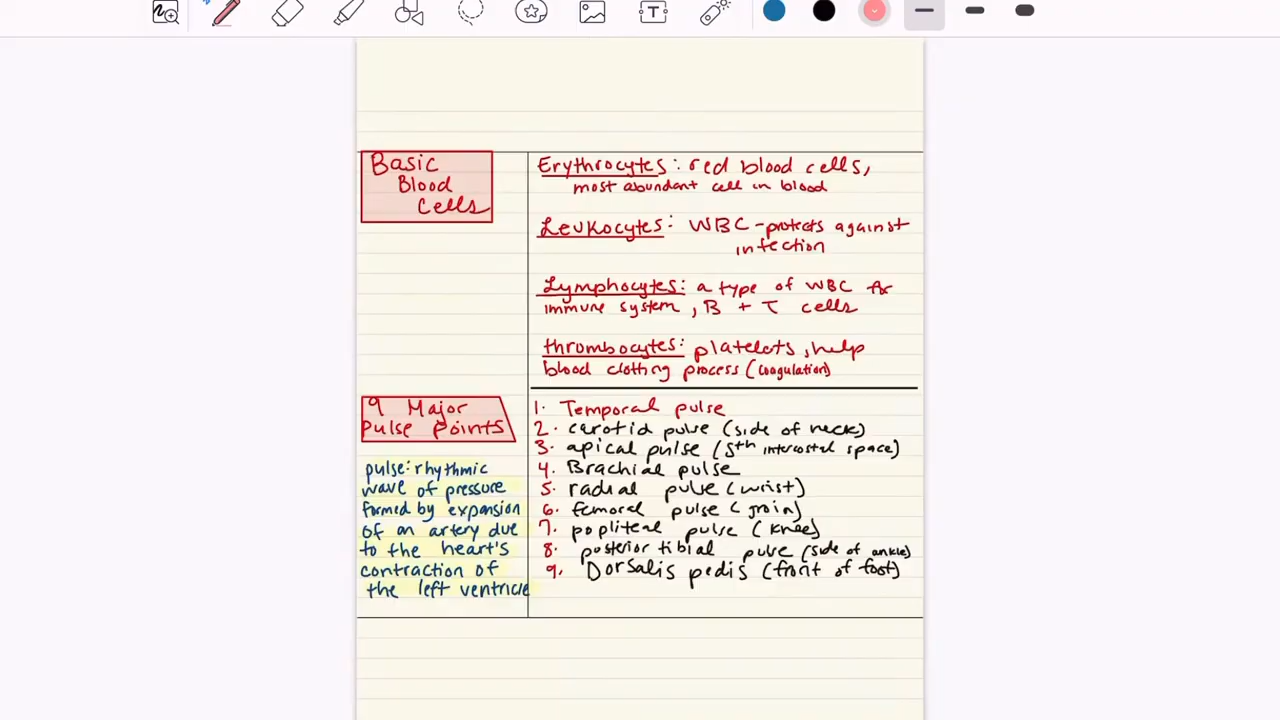 Basic
Blood
Cells
Erythrocytes: red blood cells,
most abundant cell in blood
Leukocytes: WBC - protects against
infection
Lymphocytes: a type of WBC for
immune system, B + T cells
thrombocytes: platelets, help
blood clothing process (coagulation)
9 Major
pulse points
pulse: rhythmic
wave of pressure
formed by expansion
of an artery due
to the heart's
contraction of
the left ventricle
1. Temporal pulse
2. carotid pulse (side of neck)
3. apical pulse (5th intercostal space)
4. Brachial pulse
5. radial pulse (wrist)
6. femoral pulse (groin)
7. popliteal pulse (knee)
8. posterior tibial pulse (side of ankle)
9. Dorsalis pedis (front of foot)